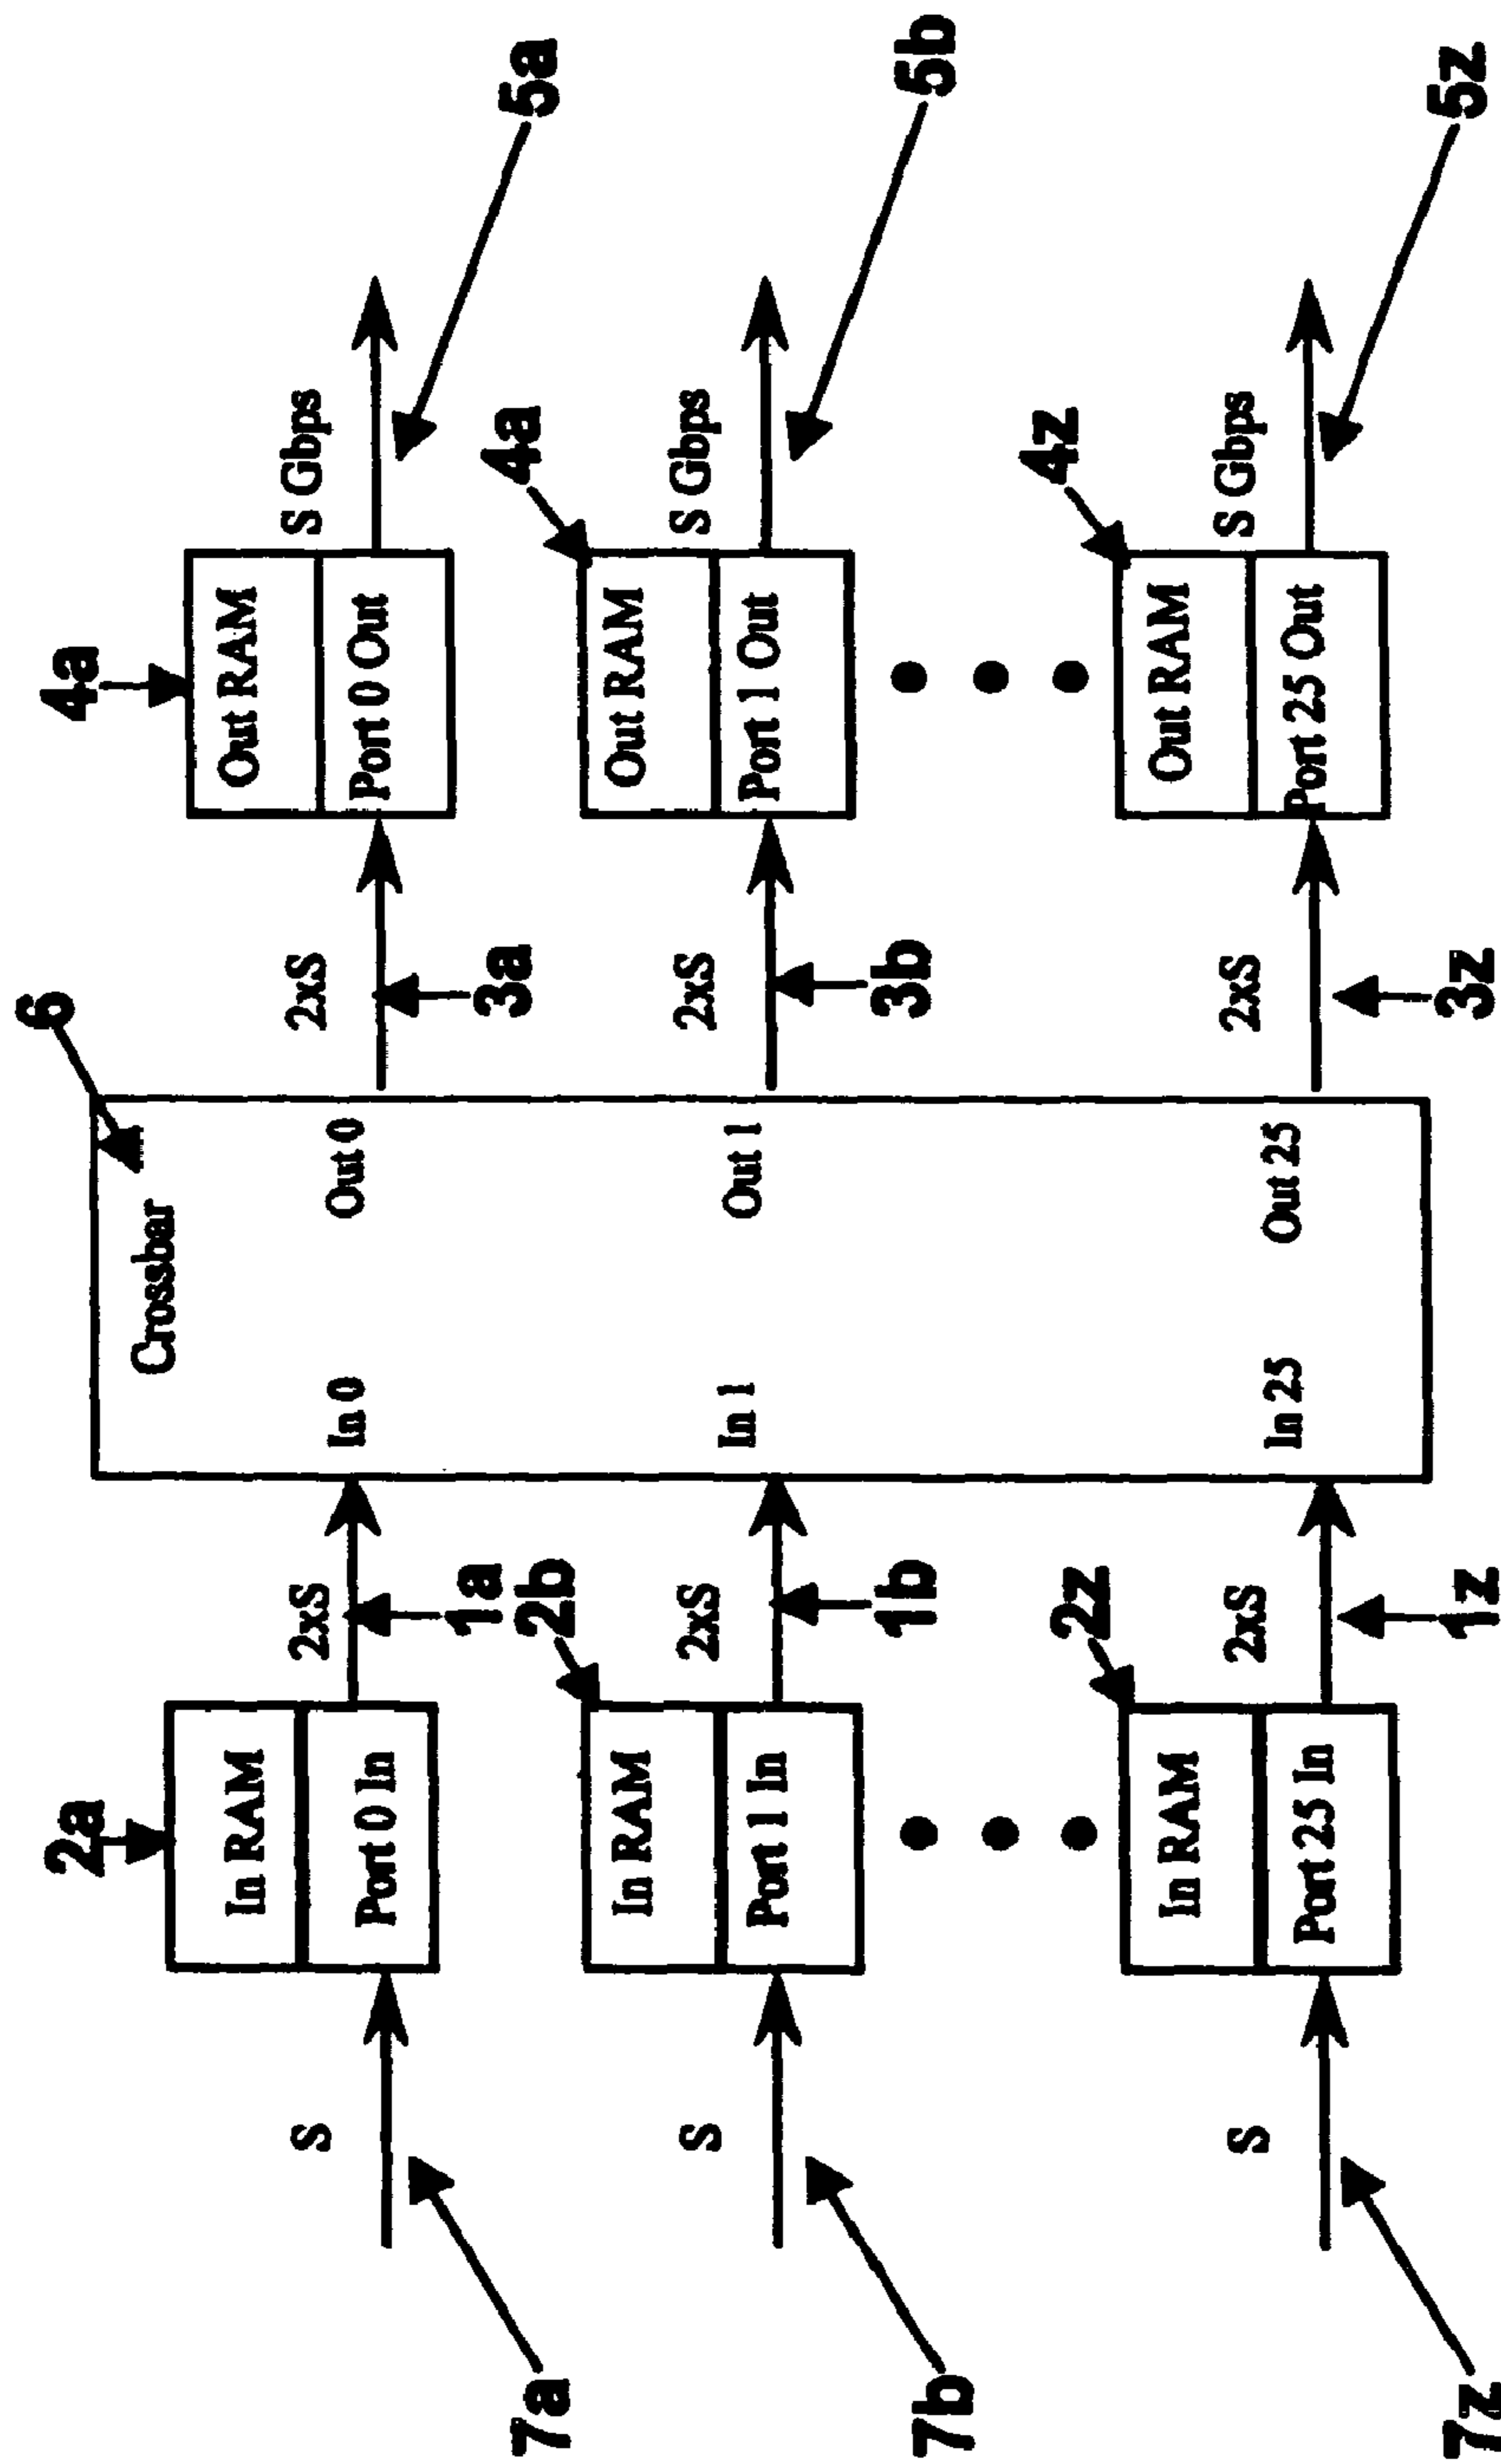 6
4a
2a
Crossbar
In RAM
Port 0 In
S
7a
2xS
1a
In 0
Out 0
2xS
3a
Out RAM
Port 0 Out
S Gbps
5a
2b
4a
In RAM
Port 1 In
S
7b
2xS
1b
In 1
Out 1
2xS
3b
Out RAM
Port 1 Out
S Gbps
5b
2z
4z
In RAM
Port 25 In
S
7z
2xS
1z
In 25
Out 25
2xS
3z
Out RAM
Port 25 Out
S Gbps
5z